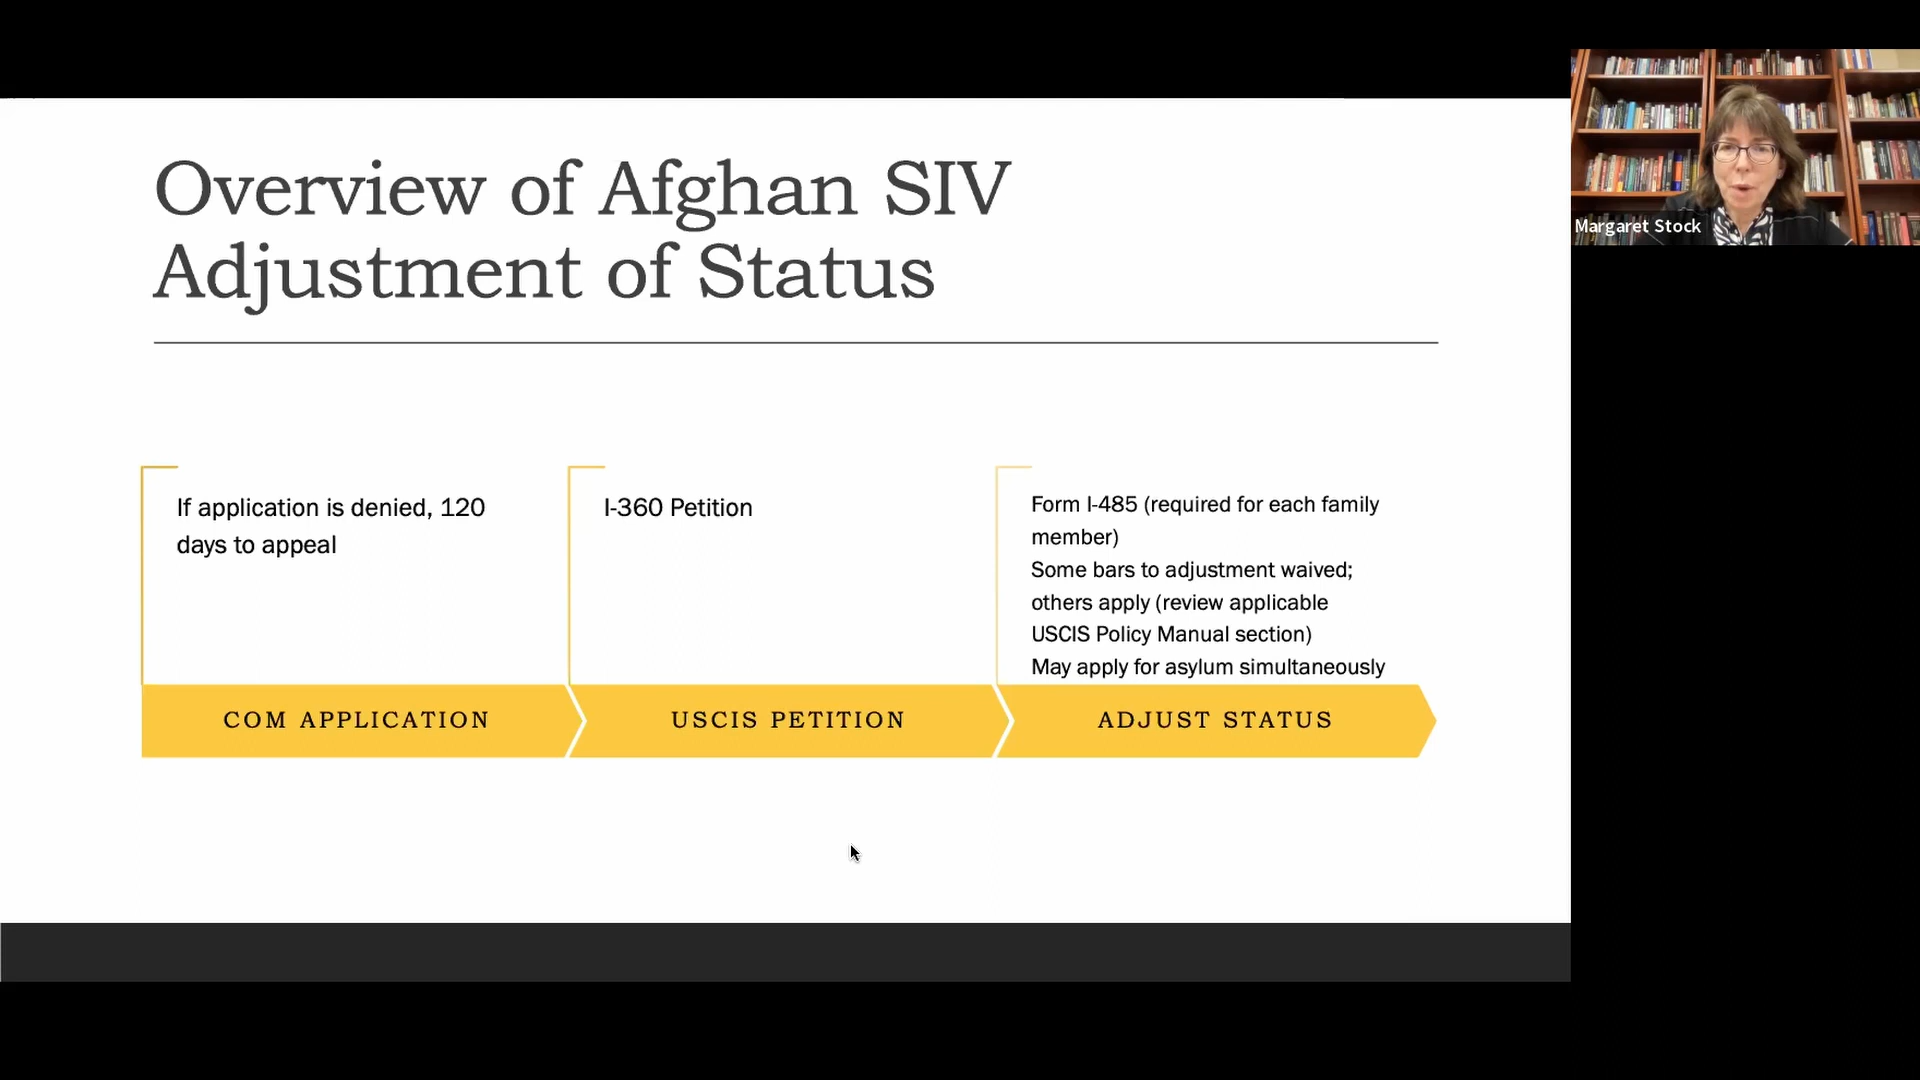 Overview of Afghan SIV
Adjustment of Status
If application is denied, 120
days to appeal
I-360 Petition
Form I-485 (required for each family
member)
Some bars to adjustment waived;
others apply (review applicable
USCIS Policy Manual section)
May apply for asylum simultaneously
COM APPLICATION
USCIS PETITION
ADJUST STATUS
Margaret Stock